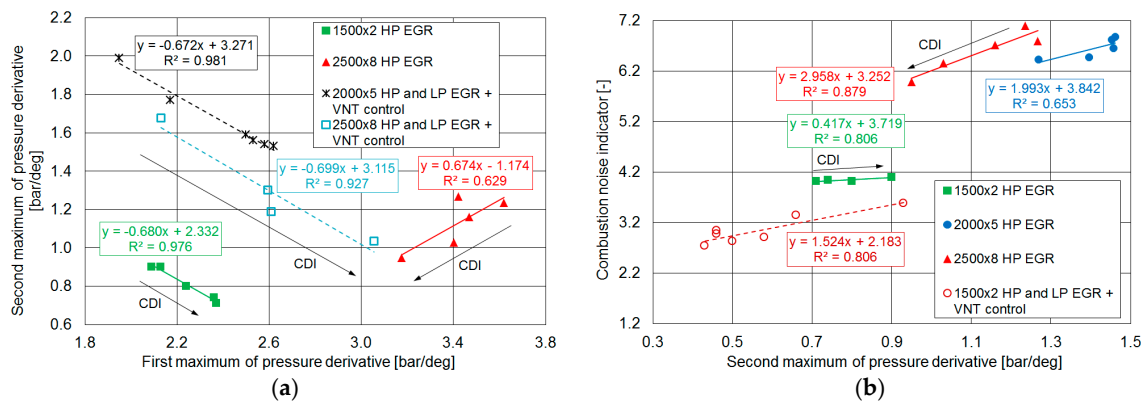 y = -0.672x + 3.271
R² = 0.981
1500x2 HP EGR
2500x8 HP EGR
2000x5 HP and LP EGR +
VNT control
2500x8 HP and LP EGR +
VNT control
y = -0.699x + 3.115
R² = 0.927
y = 0.674x - 1.174
R² = 0.629
y = -0.680x + 2.332
R² = 0.976
CDI
CDI
CDI
2.2
2.0
1.8
1.6
1.4
1.2
1.0
0.8
0.6
1.8
2.2
2.6
3.0
3.4
3.8
Second maximum of pressure derivative
[bar/deg]
First maximum of pressure derivative [bar/deg]
(a)
7.2
6.2
5.2
4.2
3.2
2.2
1.2
CDI
y = 2.958x + 3.252
R² = 0.879
y = 1.993x + 3.842
R² = 0.653
y = 0.417x + 3.719
R² = 0.806
CDI
y = 1.524x + 2.183
R² = 0.806
1500x2 HP EGR
2000x5 HP EGR
2500x8 HP EGR
1500x2 HP and LP EGR +
VNT control
0.3
0.5
0.7
0.9
1.1
1.3
1.5
Combustion noise indicator [-]
Second maximum of pressure derivative [bar/deg]
(b)